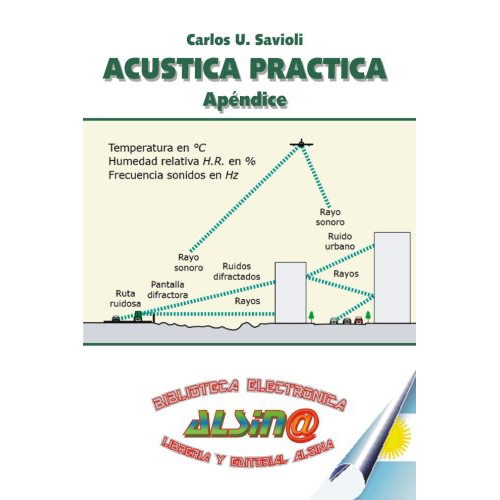 Carlos U. Savioli
ACUSTICA PRACTICA
Apéndice
Temperatura en °C
Humedad relativa H.R. en %
Frecuencia sonidos en Hz
Rayo
sonoro
Ruido
urbano
Rayo
sonoro
Ruidos
difractados
Rayos
Pantalla
difractora
Ruta
ruidosa
Rayos
BIBLIOTECA ELECTRONICA
ALSIN@
LIBRERIA Y EDITORIAL ALSINA